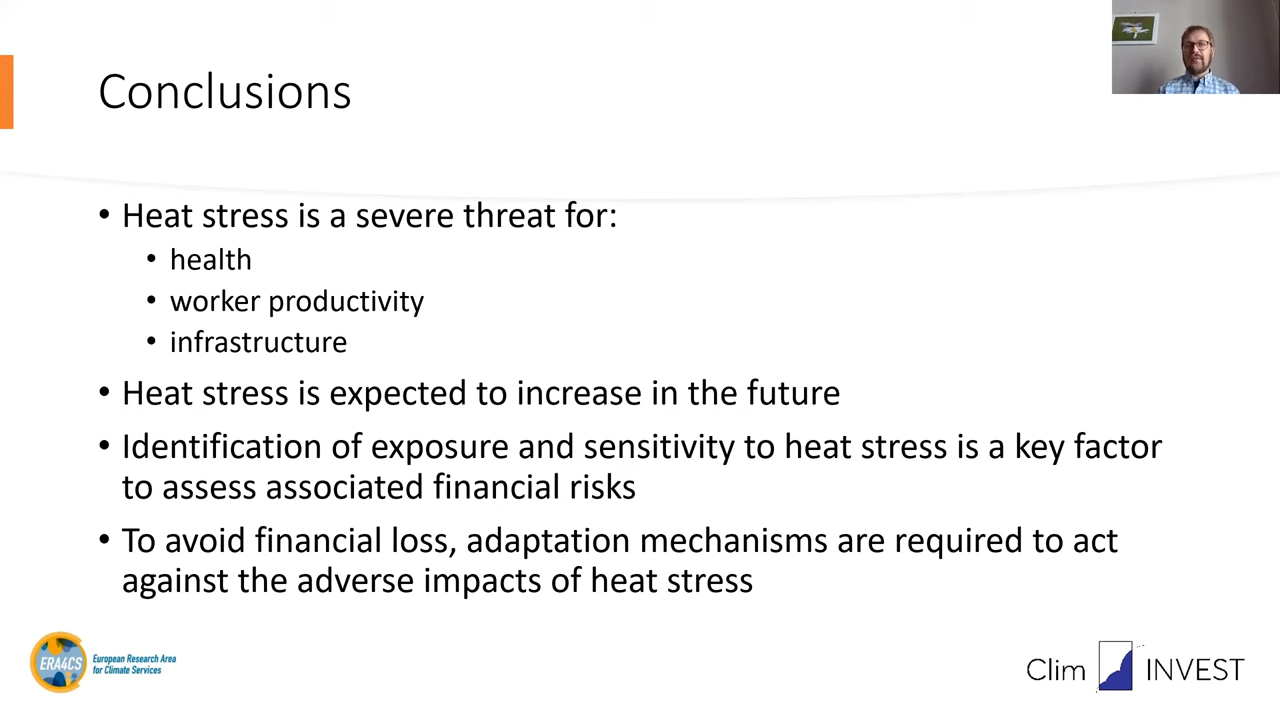 Conclusions
• Heat stress is a severe threat for:
• health
• worker productivity
• infrastructure
• Heat stress is expected to increase in the future
• Identification of exposure and sensitivity to heat stress is a key factor
to assess associated financial risks
• To avoid financial loss, adaptation mechanisms are required to act
against the adverse impacts of heat stress
ERA4CS
European Research Area
for Climate Services
Clim INVEST